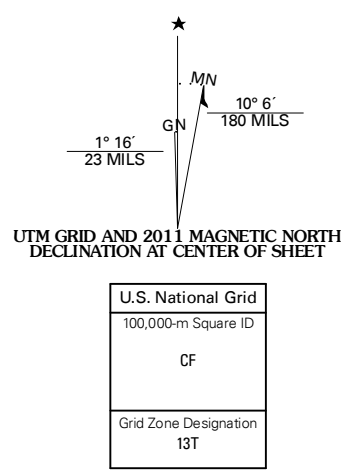 ★
MN
GN
10° 6´
180 MILS
1° 16´
23 MILS
UTM GRID AND 2011 MAGNETIC NORTH
DECLINATION AT CENTER OF SHEET
U.S. National Grid
100,000-m Square ID
CF
Grid Zone Designation
13T